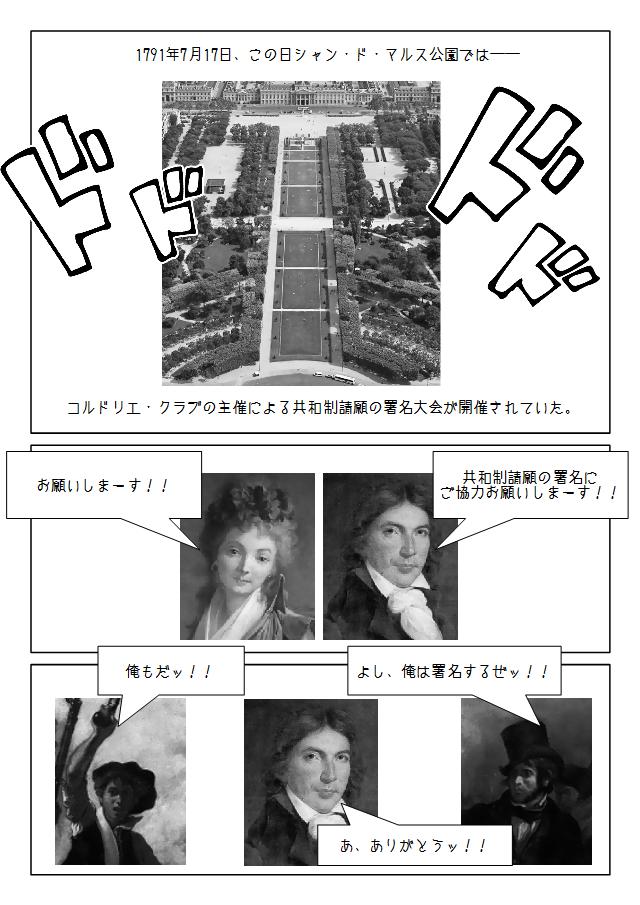 1791年7月17日、この日シャン・ド・マルス公園では――
ドド
ドド
コルドリエ・クラブの主催による共和制請願の署名大会が開催されていた。
共和制請願の署名に
ご協力お願いしまーす！！
お願いしまーす！！
よし、俺は署名するぜッ！！
俺もだッ！！
あ、ありがとうッ！！